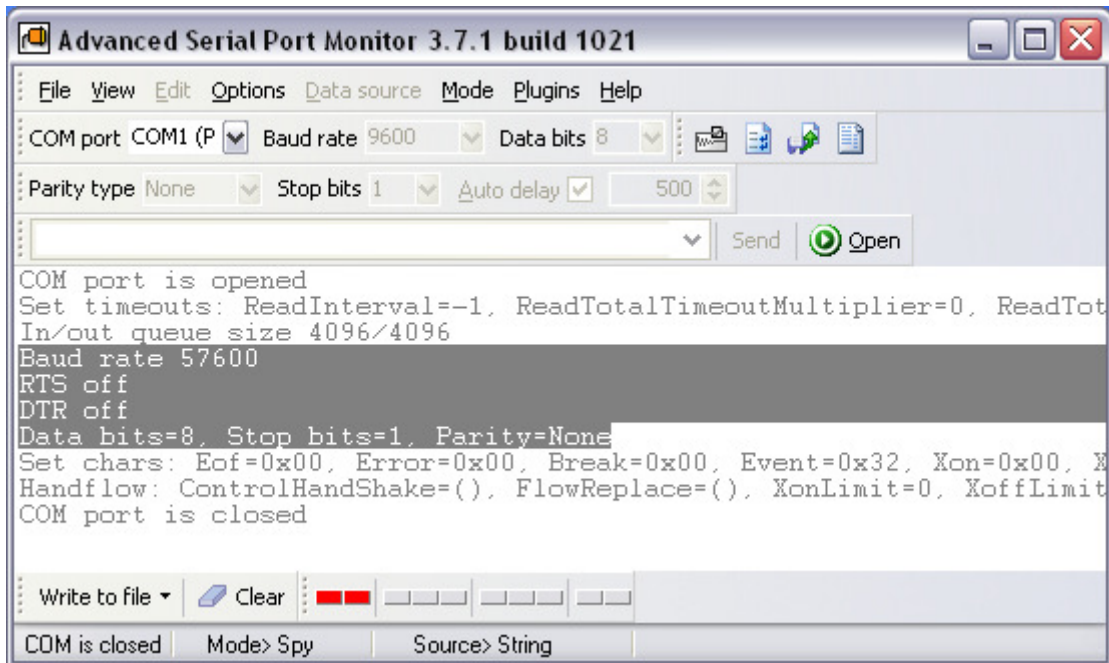 Advanced Serial Port Monitor 3.7.1 build 1021
File View Edit Options Data source Mode Plugins Help
COM port COM1 (P Baud rate 9600 Data bits 8
Parity type None Stop bits 1 Auto delay 500
Send Open
COM port is opened
Set timeouts: ReadInterval=-1, ReadTotalTimeoutMultiplier=0, ReadTot
In/out queue size 4096/4096
Baud rate 57600
RTS off
DTR off
Data bits=8, Stop bits=1, Parity=None
Set chars: Eof=0x00, Error=0x00, Break=0x00, Event=0x32, Xon=0x00, X
Handflow: ControlHandShake=(), FlowReplace=(), XonLimit=0, XoffLimit
COM port is closed
Write to file Clear
COM is closed Mode> Spy Source> String